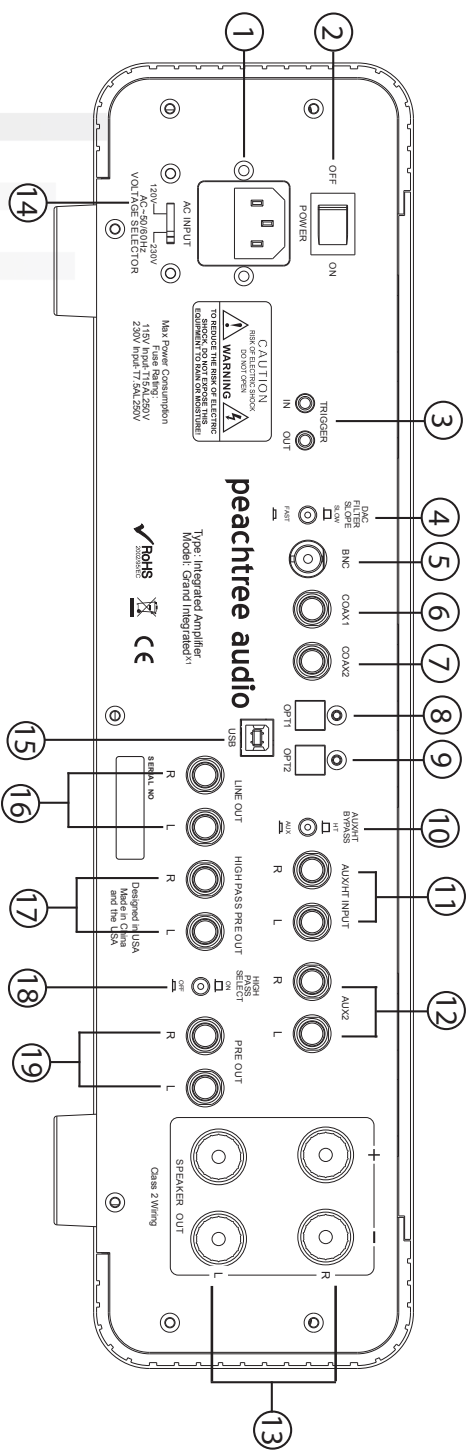 1
2
3
4
5
6
7
8
9
10
11
12
OFF
POWER
ON
TRIGGER
IN
OUT
DAC
FILTER
SLOPE
SLOW
FAST
BNC
COAX1
COAX2
OPT1
OPT2
AUX/HT
BYPASS
HT
AUX
AUX/HT INPUT
R
L
AUX2
R
L
AC INPUT
120V
230V
AC~50/60Hz
VOLTAGE SELECTOR
CAUTION
RISK OF ELECTRIC SHOCK
DO NOT OPEN
WARNING
TO REDUCE THE RISK OF ELECTRIC
SHOCK, DO NOT EXPOSE THIS
EQUIPMENT TO RAIN OR MOISTURE!
Max Power Consumption
Fuse Rating:
115V Input-T15AL250V
230V Input-T7.5AL250V
peachtree audio
Type: Integrated Amplifier
Model: Grand Integrated X1
RoHS
2002/95/EC
CE
USB
SERIAL NO
LINE OUT
R
L
HIGH PASS PRE OUT
R
L
Designed in USA
Made in China
and the USA
HIGH
PASS
SELECT
ON
OFF
PRE OUT
R
L
+
-
R
L
SPEAKER OUT
Class 2 Wiring
13
14
15
16
17
18
19